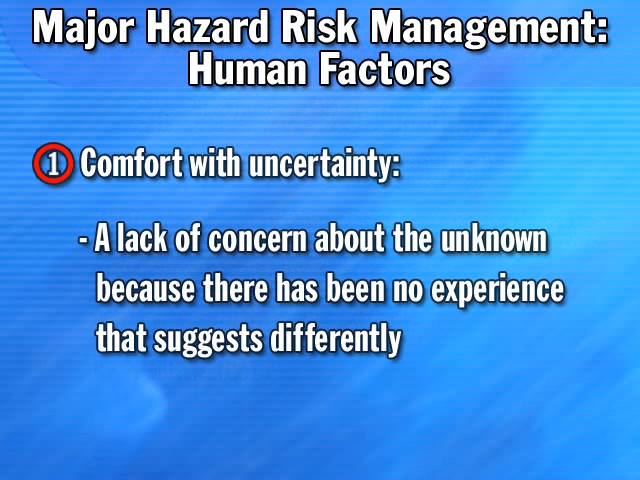 Major Hazard Risk Management:
Human Factors
1 Comfort with uncertainty:
- A lack of concern about the unknown
because there has been no experience
that suggests differently